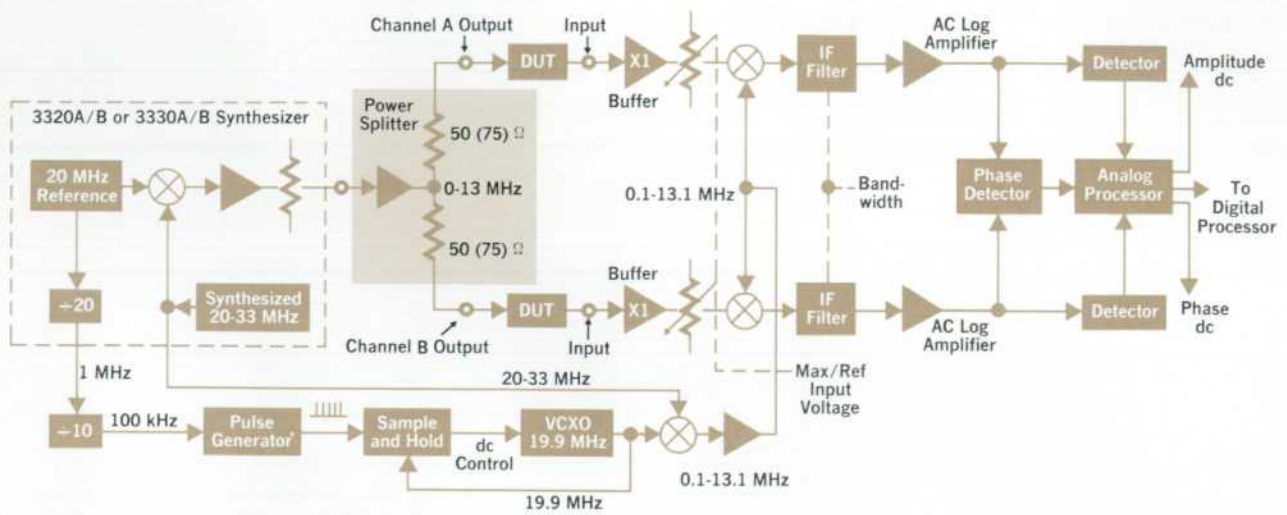 Channel A Output
Input
AC Log
Amplifier
DUT
X1
Buffer
IF
Filter
Detector
Amplitude
dc
3320A/B or 3330A/B Synthesizer
Power
Splitter
50 (75) Ω
20 MHz
Reference
0-13 MHz
0.1-13.1 MHz
Band-
width
Phase
Detector
Analog
Processor
To
Digital
Processor
50 (75) Ω
÷20
Synthesized
20-33 MHz
Buffer
DUT
X1
IF
Filter
Detector
Phase
dc
Channel B Output
Input
AC Log
Amplifier
1 MHz
20-33 MHz
Max/Ref
Input
Voltage
÷10
100 kHz
Pulse
Generator
Sample
and Hold
dc
Control
VCXO
19.9 MHz
0.1-13.1 MHz
19.9 MHz